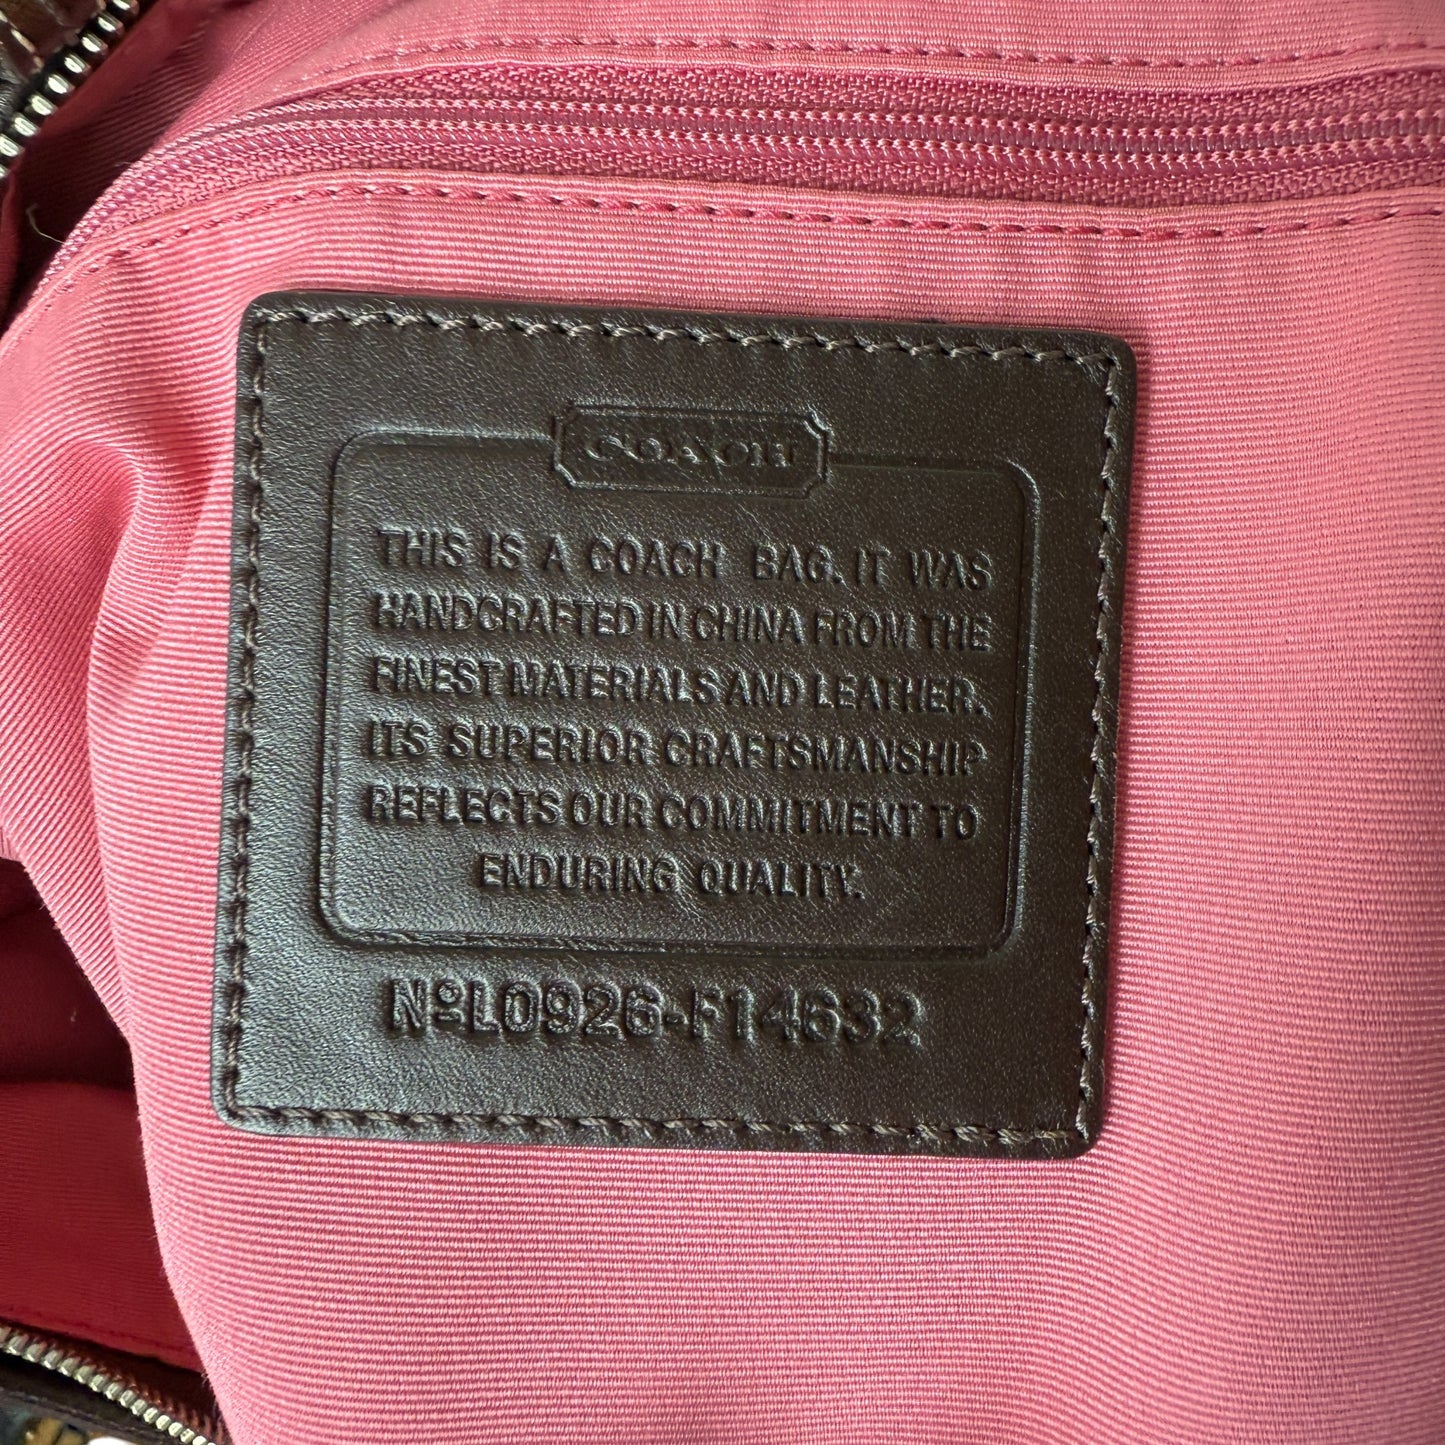 COACH
THIS IS A COACH BAG. IT WAS
HANDCRAFTED IN CHINA FROM THE
FINEST MATERIALS AND LEATHER.
ITS SUPERIOR CRAFTSMANSHIP
REFLECTS OUR COMMITMENT TO
ENDURING QUALITY.
Nº L0926-F14632